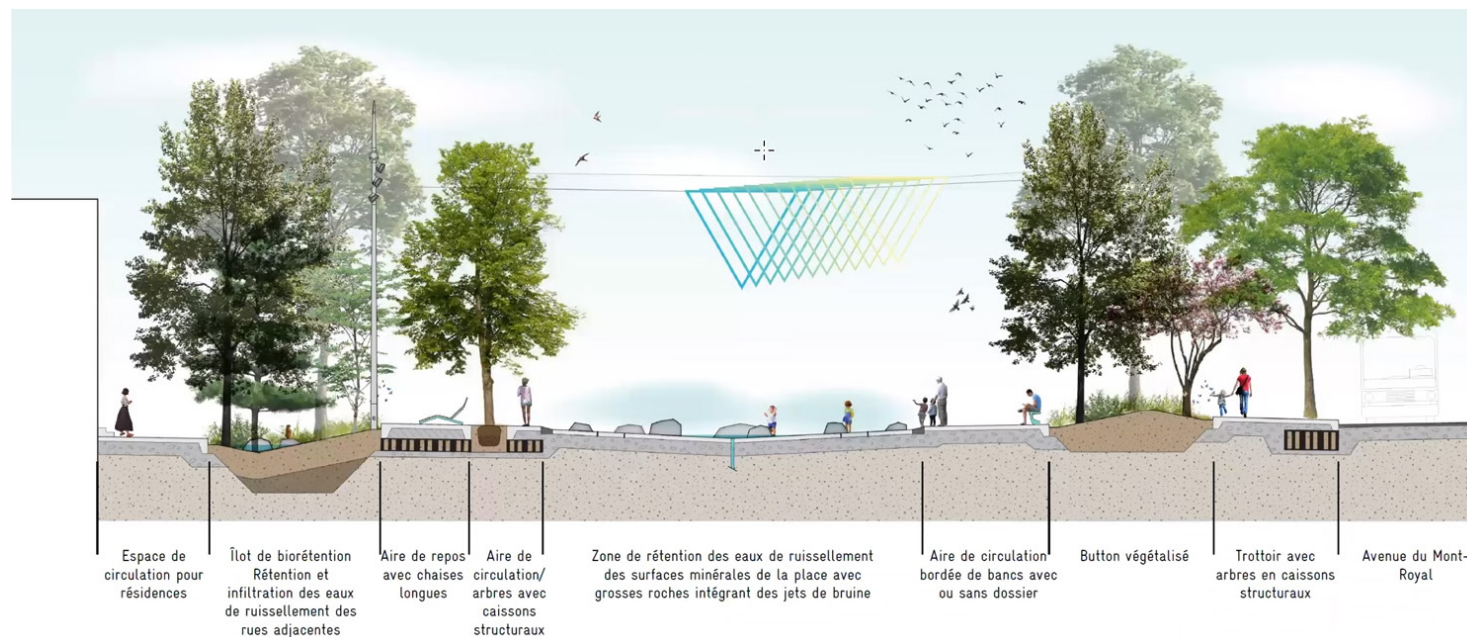 Espace de
circulation pour
résidences
Îlot de biorétention
Rétention et
infiltration des eaux
de ruissellement des
rues adjacentes
Aire de repos
avec chaises
longues
Aire de
circulation/
arbres avec
caissons
structuraux
Zone de rétention des eaux de ruissellement
des surfaces minérales de la place avec
grosses roches intégrant des jets de bruine
Aire de circulation
bordée de bancs avec
ou sans dossier
Button végétalisé
Trottoir avec
arbres en caissons
structuraux
Avenue du Mont-
Royal